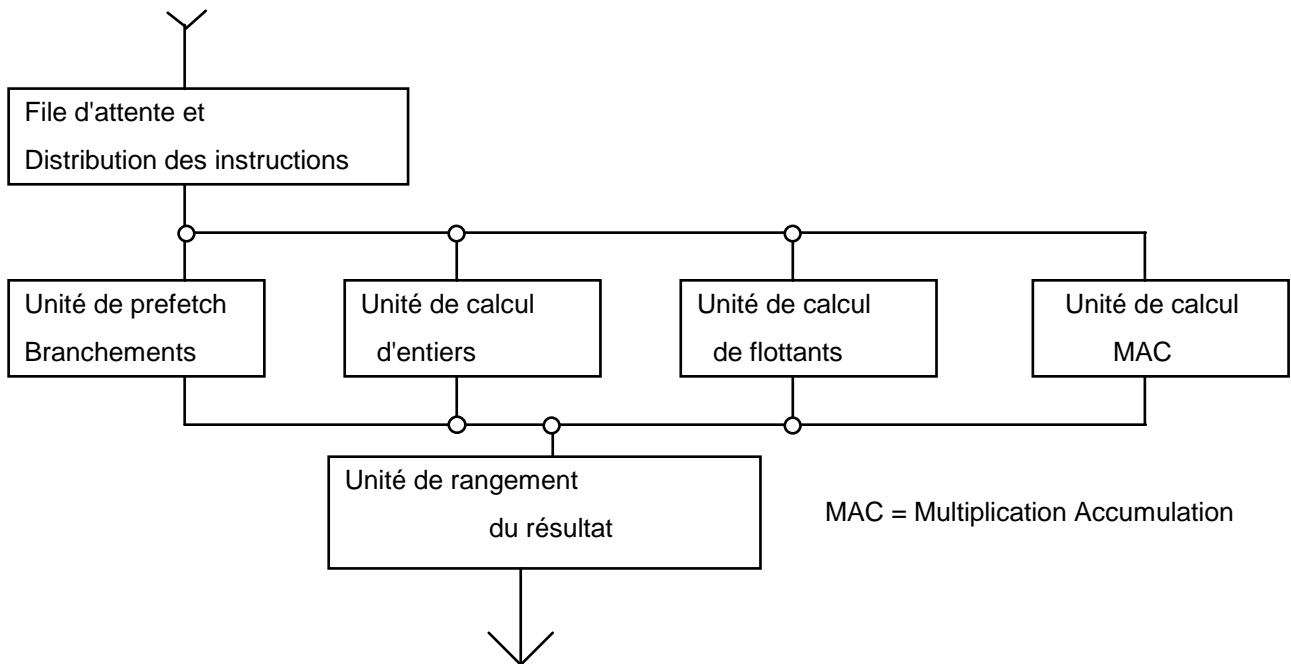 File d'attente et
Distribution des instructions
Unité de prefetch
Branchements
Unité de calcul
d'entiers
Unité de calcul
de flottants
Unité de calcul
MAC
Unité de rangement
du résultat
MAC = Multiplication Accumulation